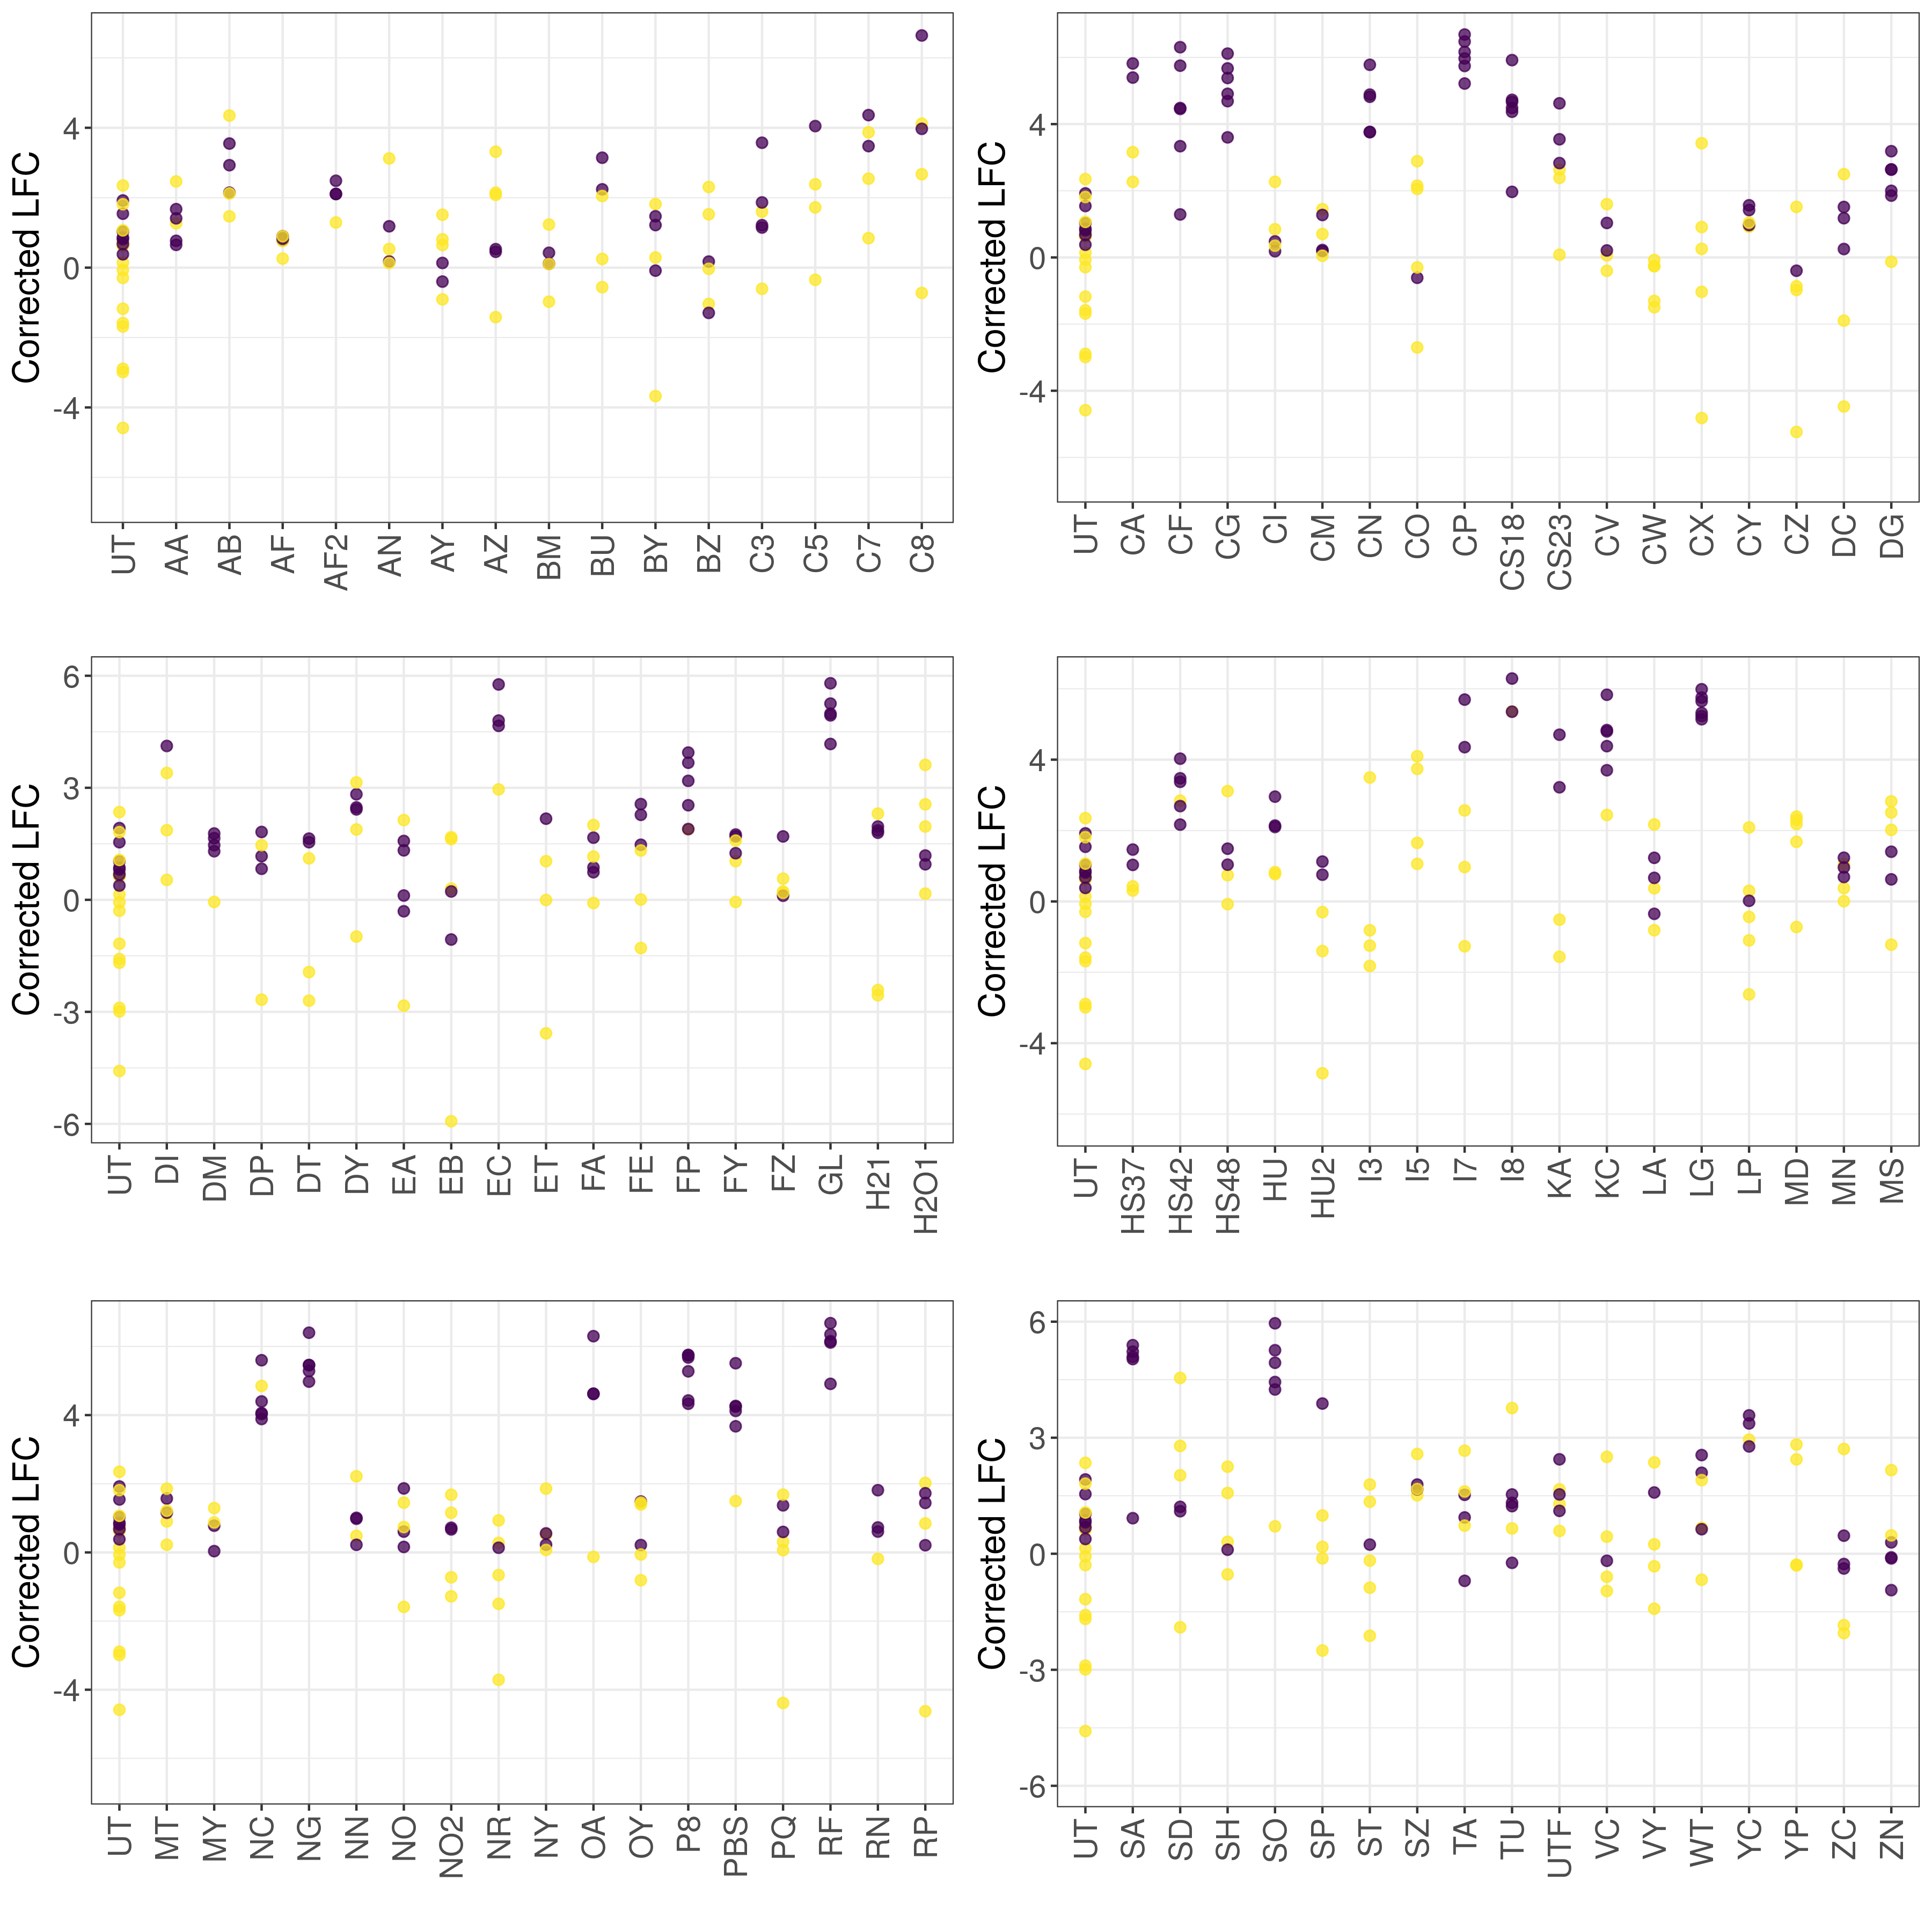 Corrected LFC
4
0
-4
UT AA AB AF AF2 AN AY AZ BM BU BY BZ C3 C5 C7 C8
Corrected LFC
4
0
-4
UT CA CF CG CI CM CN CO CP CS18 CS23 CV CW CX CY CZ DC DG
Corrected LFC
6
3
0
-3
-6
UT DI DM DP DT DY EA EB EC ET FA FE FP FY FZ GL H21 H2O1
Corrected LFC
4
0
-4
UT HS37 HS42 HS48 HU HU2 I3 I5 I7 I8 KA KC LA LG LP MD MN MS
Corrected LFC
4
0
-4
UT MT MY NC NG NN NO NO2 NR NY OA OY P8 PBS PQ RF RN RP
Corrected LFC
6
3
0
-3
-6
UT SA SD SH SO SP ST SZ TA TU UTF VC VY WT YC YP ZC ZN